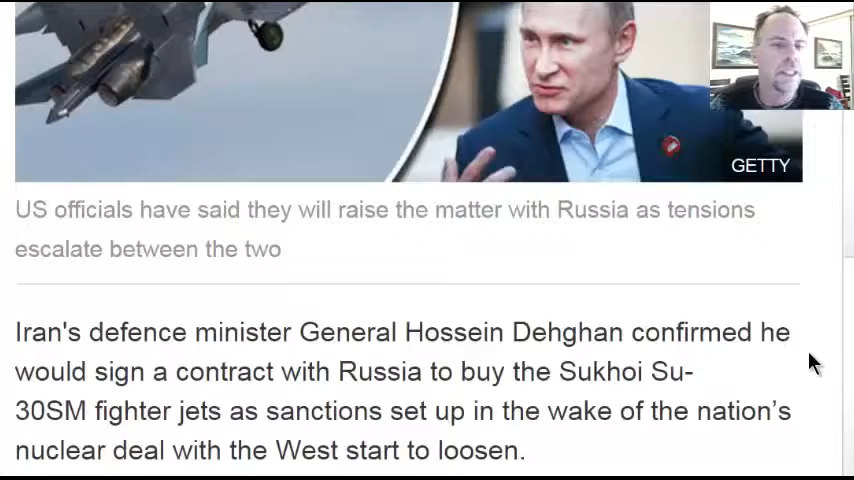 GETTY
US officials have said they will raise the matter with Russia as tensions
escalate between the two
Iran's defence minister General Hossein Dehghan confirmed he
would sign a contract with Russia to buy the Sukhoi Su-
30SM fighter jets as sanctions set up in the wake of the nation’s
nuclear deal with the West start to loosen.